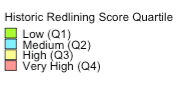 Historic Redlining Score Quartile
Low (Q1)
Medium (Q2)
High (Q3)
Very High (Q4)